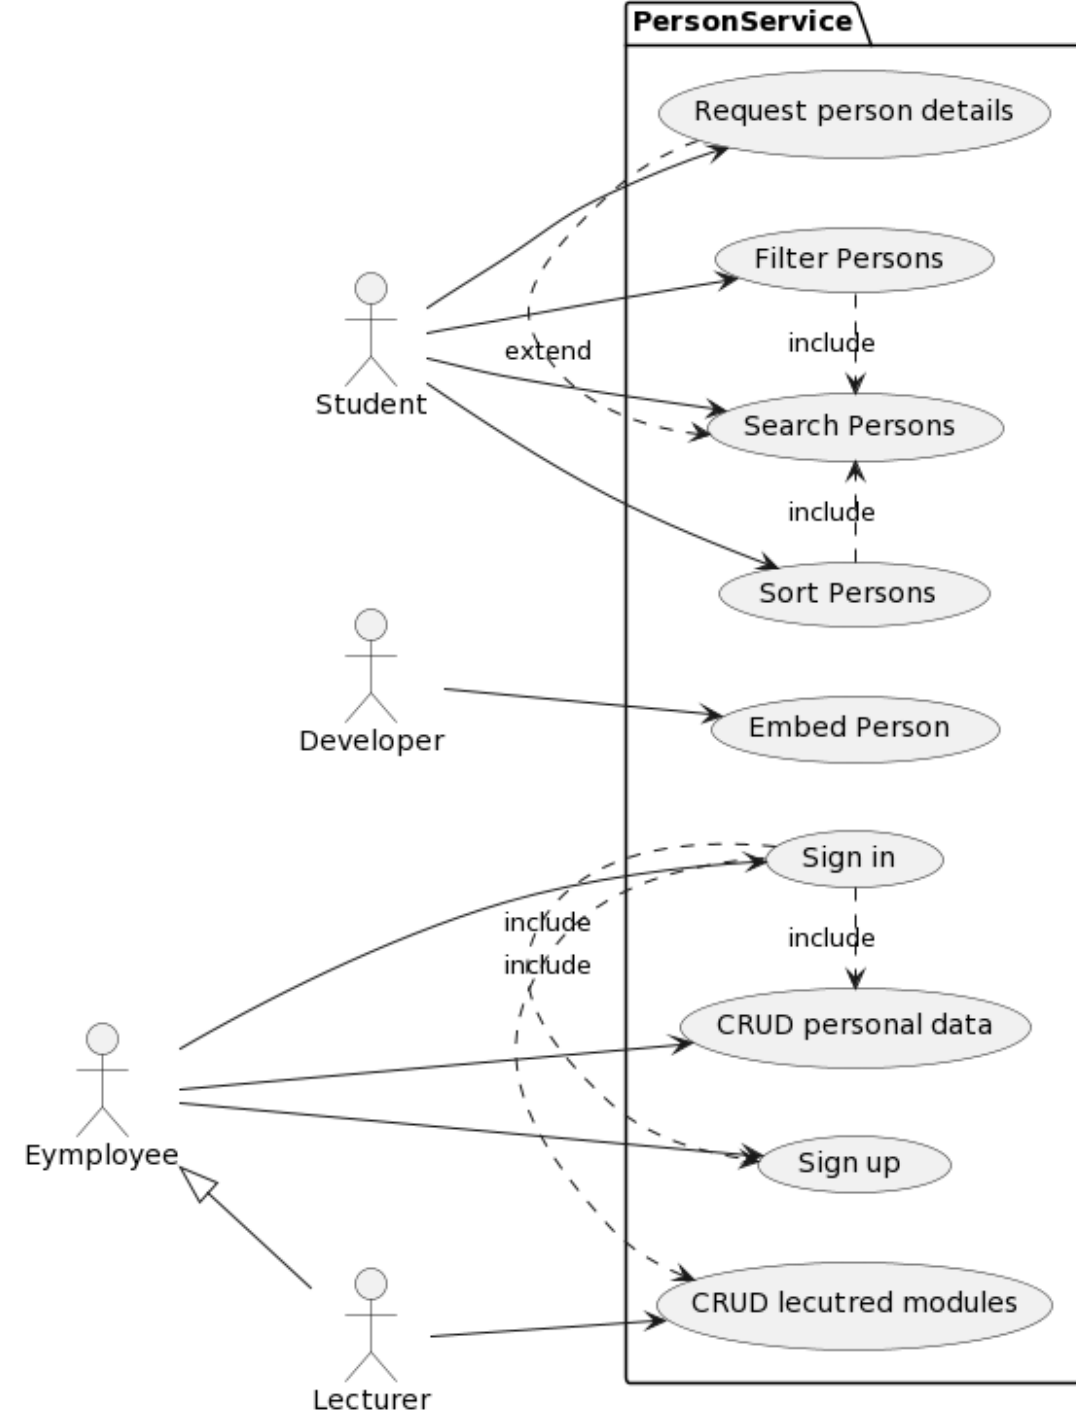 PersonService
Request person details
Filter Persons
include
extend
Search Persons
Student
include
Sort Persons
Embed Person
Developer
Sign in
include
include
include
CRUD personal data
Eymployee
Sign up
CRUD lecutred modules
Lecturer